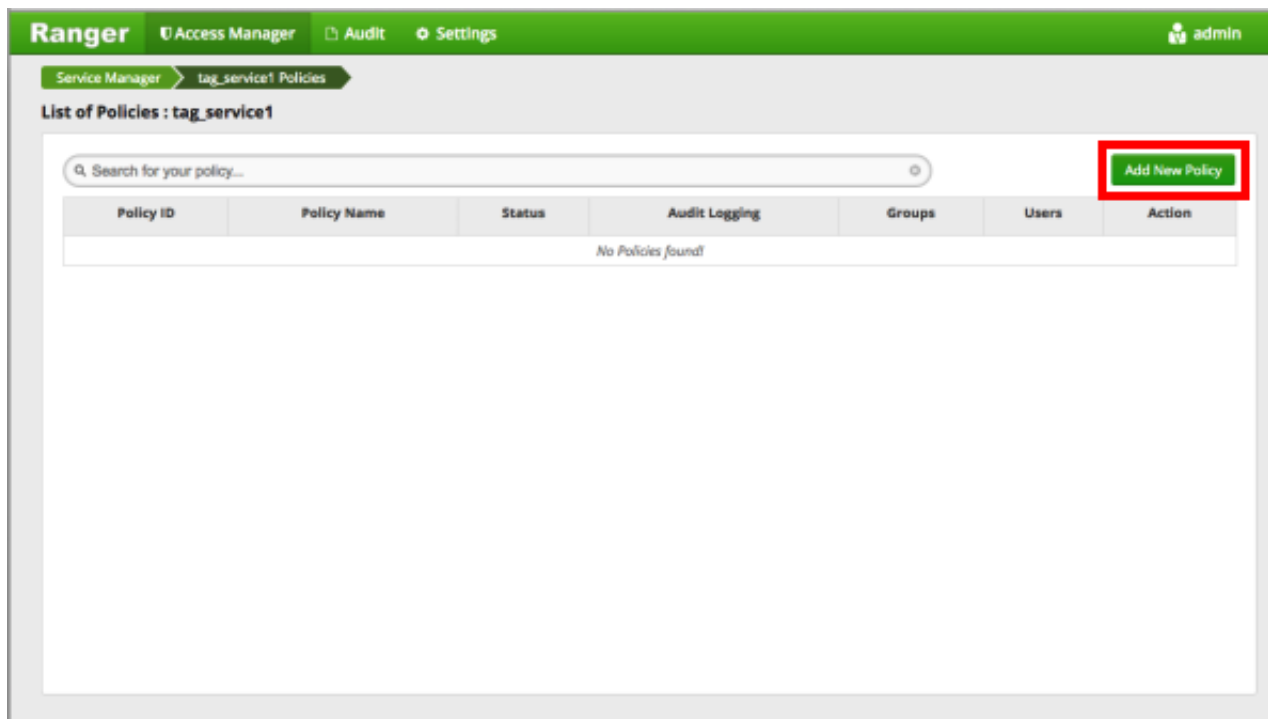 Ranger Access Manager Audit Settings admin
Service Manager tag_service1 Policies
List of Policies : tag_service1
Search for your policy... Add New Policy
Policy ID Policy Name Status Audit Logging Groups Users Action
No Policies found!